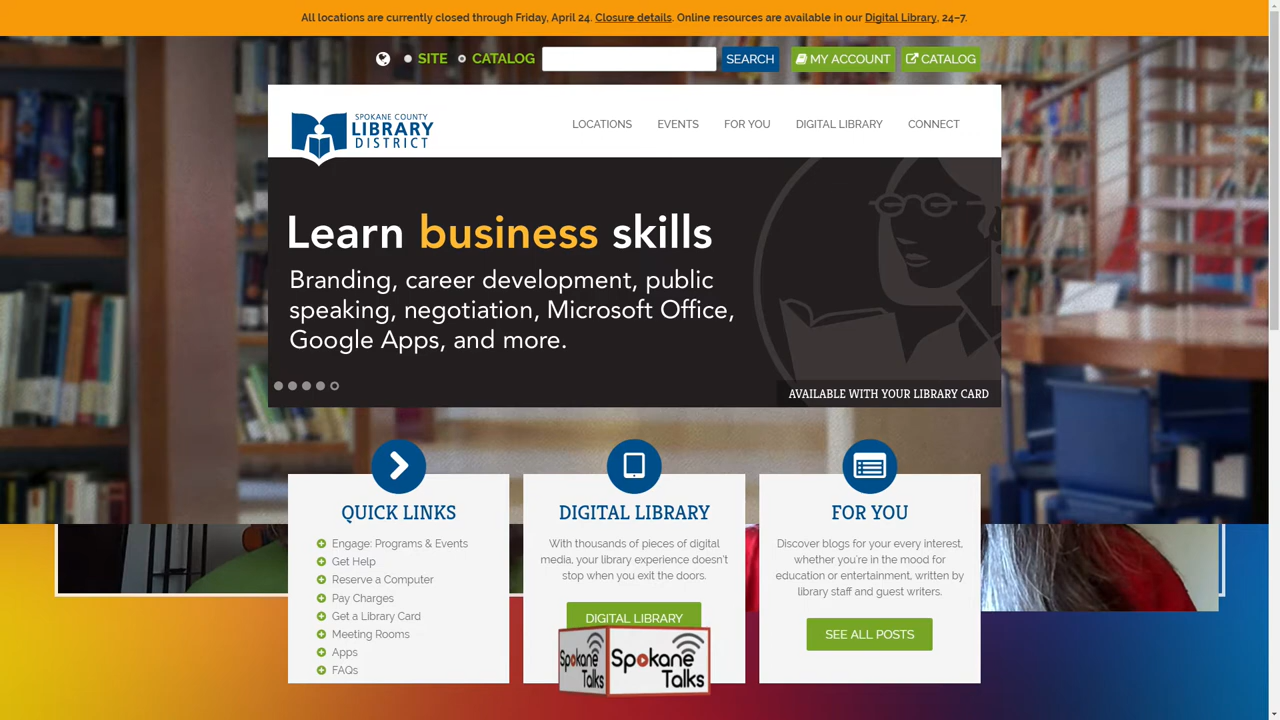 All locations are currently closed through Friday, April 24. Closure details. Online resources are available in our Digital Library, 24–7.
SITE CATALOG SEARCH MY ACCOUNT CATALOG
SPOKANE COUNTY
LIBRARY
DISTRICT
LOCATIONS EVENTS FOR YOU DIGITAL LIBRARY CONNECT
Learn business skills
Branding, career development, public
speaking, negotiation, Microsoft Office,
Google Apps, and more.
AVAILABLE WITH YOUR LIBRARY CARD
QUICK LINKS
Engage: Programs & Events
Get Help
Reserve a Computer
Pay Charges
Get a Library Card
Meeting Rooms
Apps
FAQs
DIGITAL LIBRARY
With thousands of pieces of digital
media, your library experience doesn't
stop when you exit the doors.
DIGITAL LIBRARY
Spokane
Talks
Spokane
Talks
FOR YOU
Discover blogs for your every interest,
whether you're in the mood for
education or entertainment, written by
library staff and guest writers.
SEE ALL POSTS